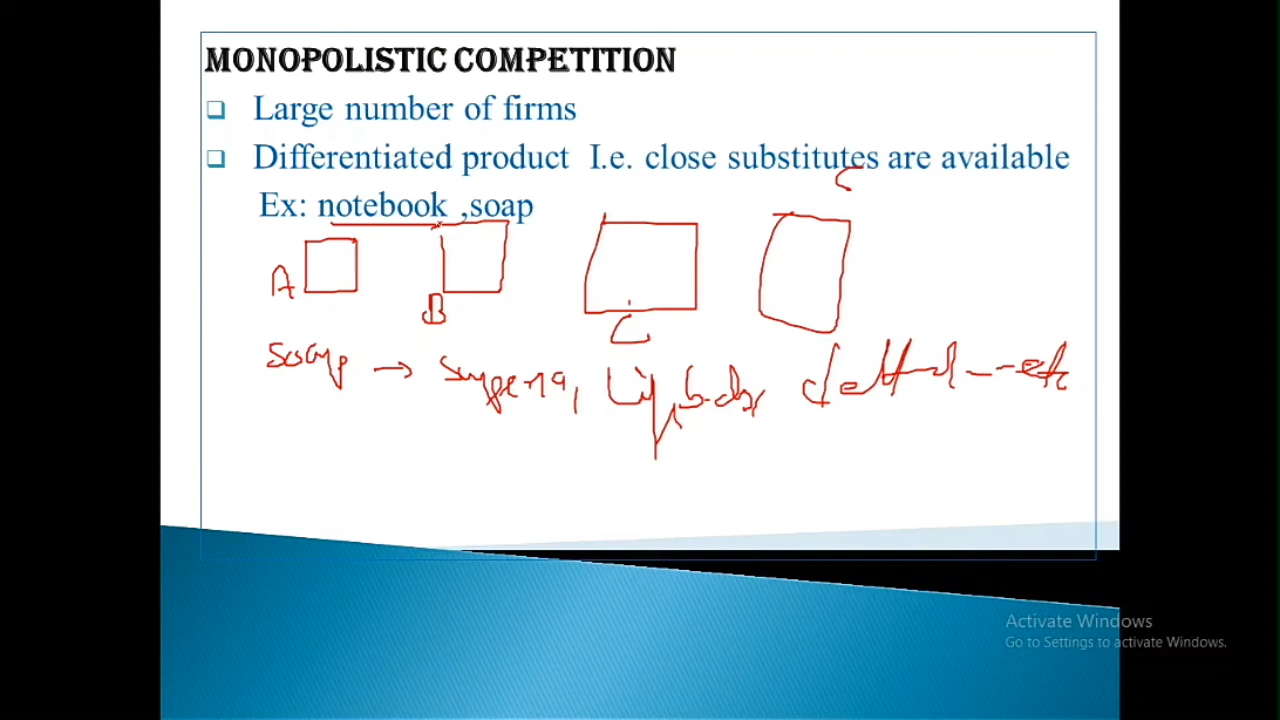 MONOPOLISTIC COMPETITION
❑ Large number of firms
❑ Differentiated product I.e. close substitutes are available
Ex: notebook ,soap
A B C
soap →
Activate Windows
Go to Settings to activate Windows.